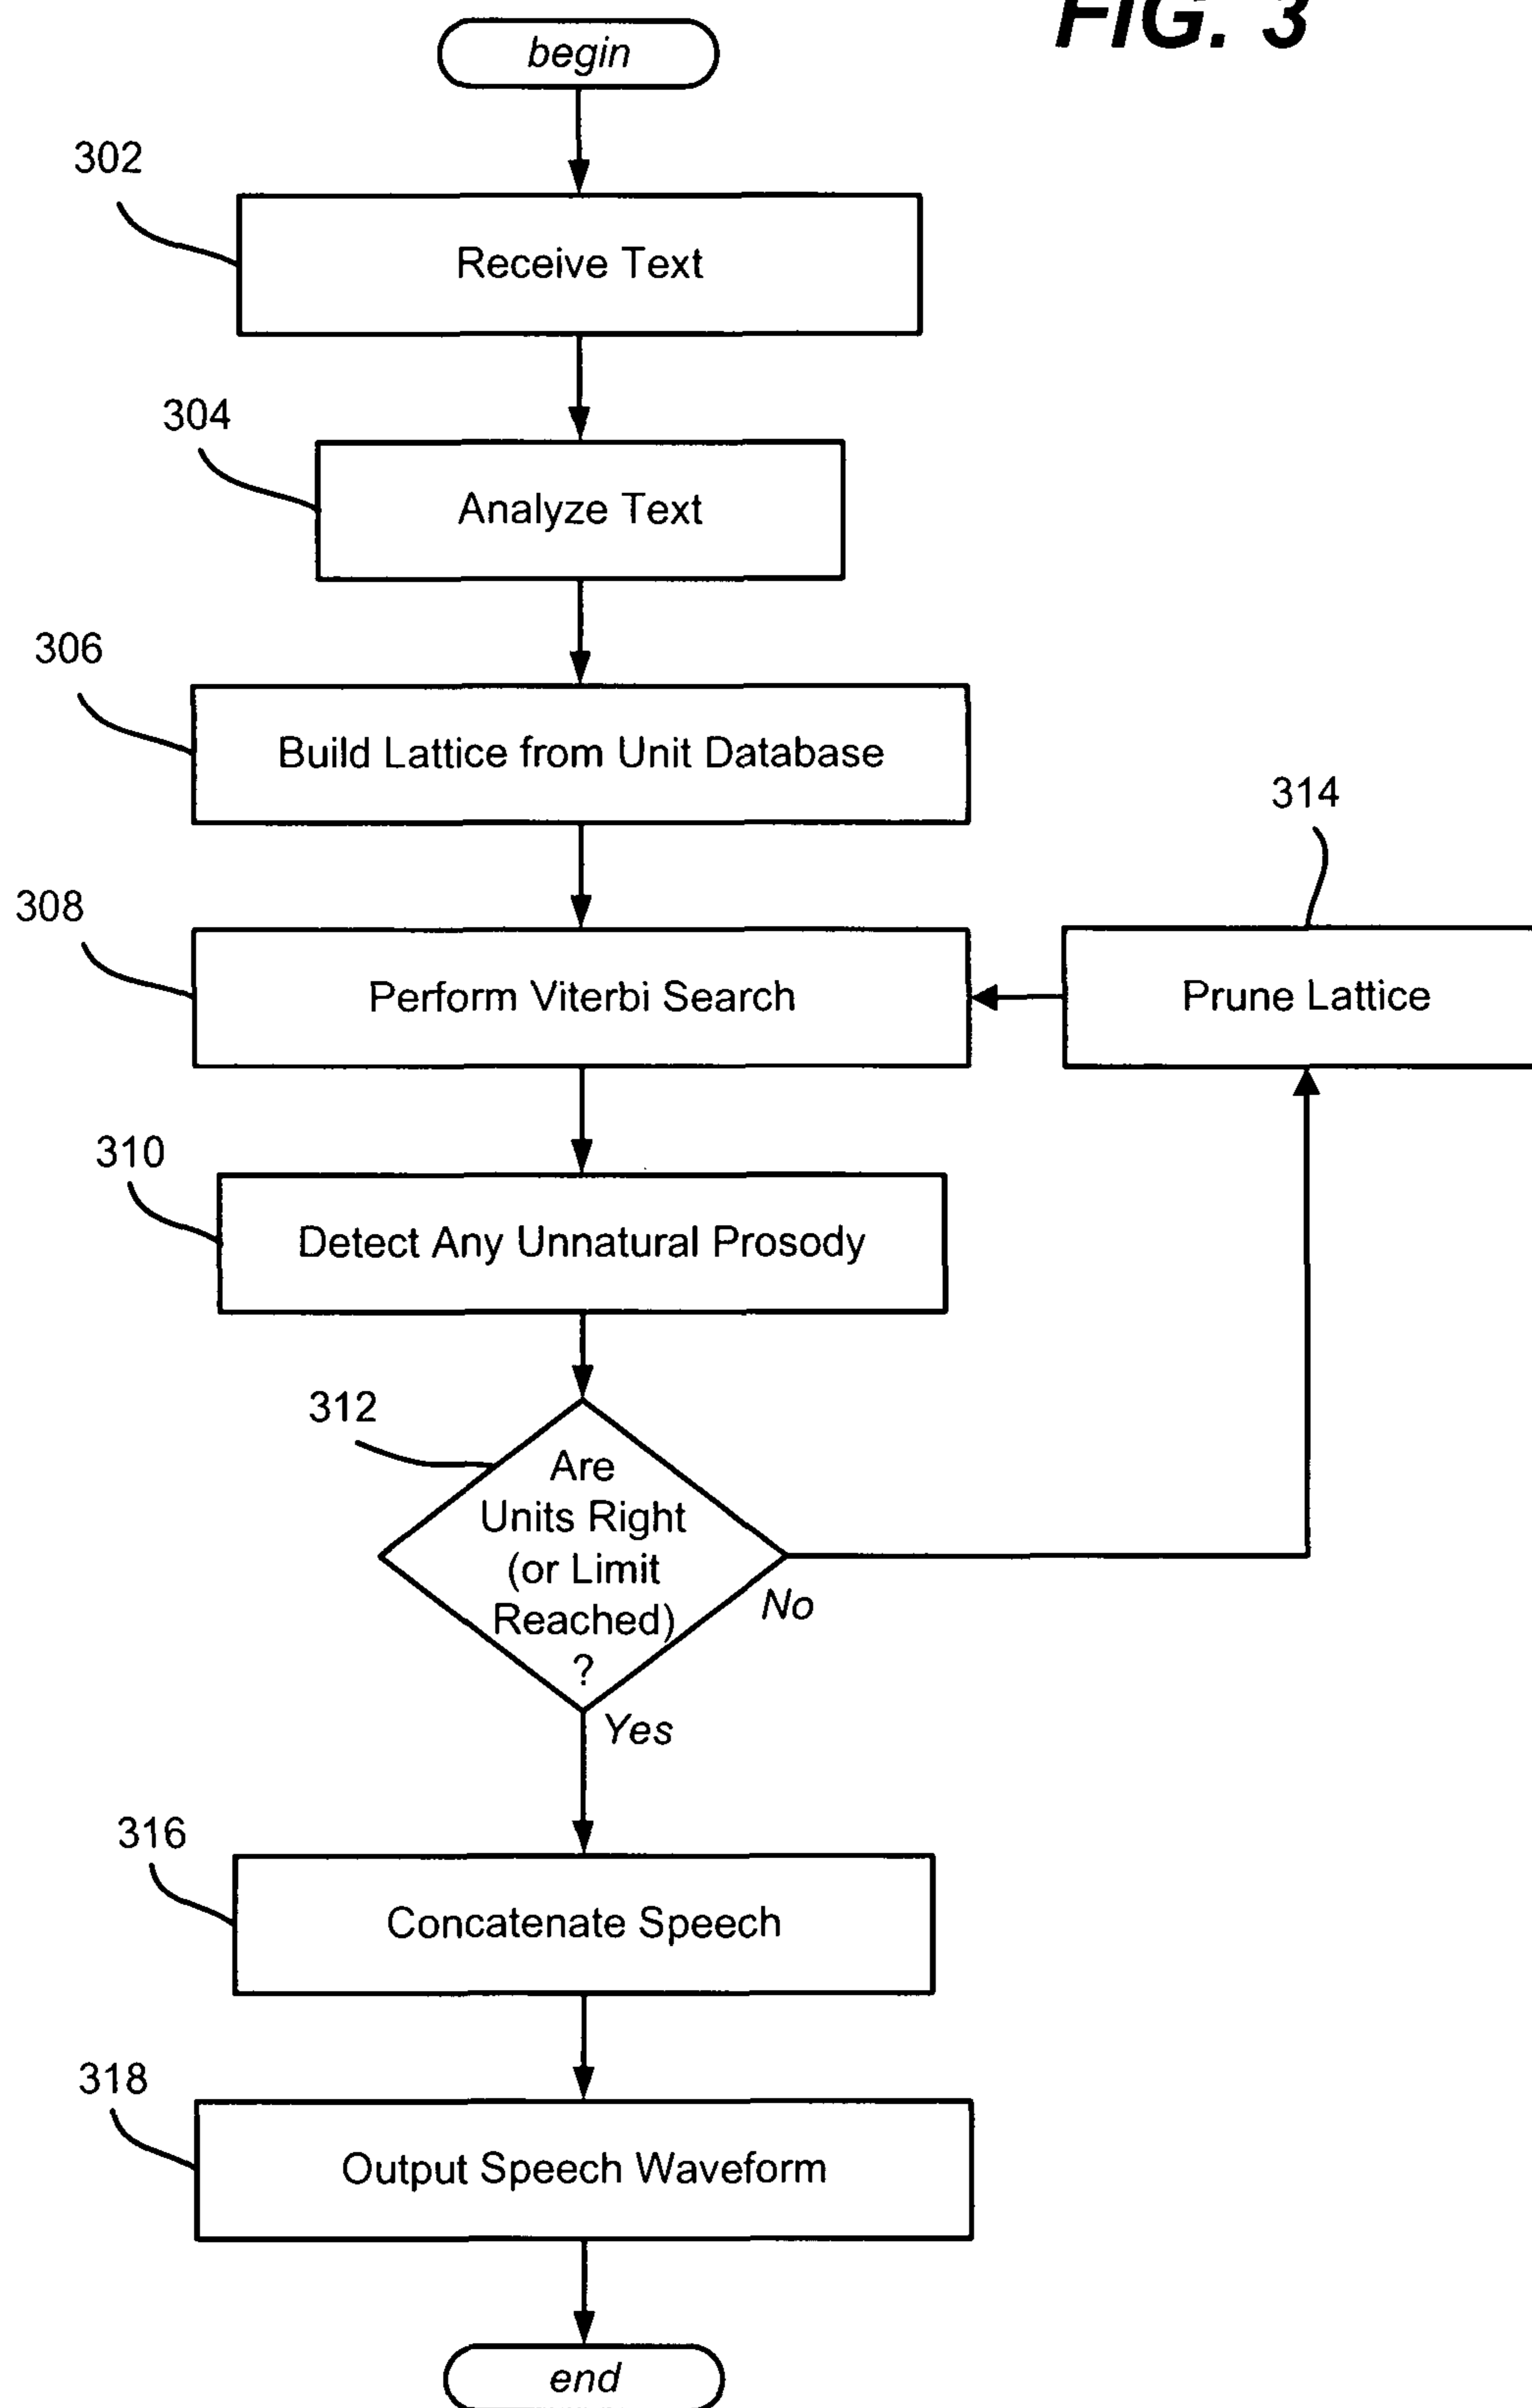 FIG. 3
begin
302
Receive Text
304
Analyze Text
306
Build Lattice from Unit Database
314
308
Perform Viterbi Search
Prune Lattice
310
Detect Any Unnatural Prosody
312
Are
Units Right
(or Limit
Reached)
?
No
Yes
316
Concatenate Speech
318
Output Speech Waveform
end